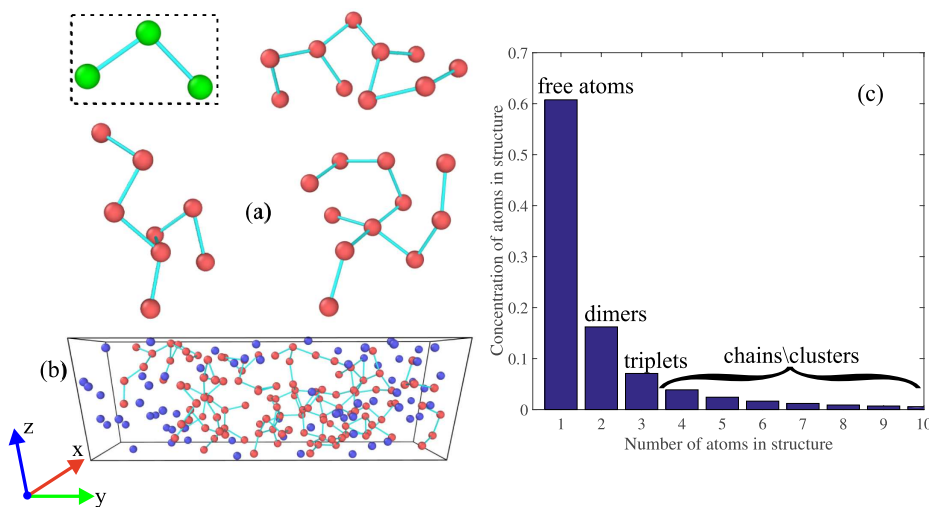 (a)
(b)
z
x
y
(c)
0.7
0.6
0.5
0.4
0.3
0.2
0.1
0
Concentration of atoms in structure
free atoms
dimers
triplets
chains\clusters
1 2 3 4 5 6 7 8 9 10
Number of atoms in structure